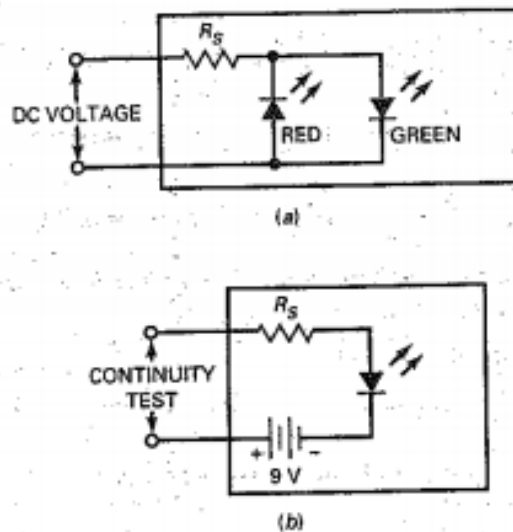 R_S
DC VOLTAGE
RED
GREEN
(a)
R_S
CONTINUITY
TEST
+ -
9 V
(b)